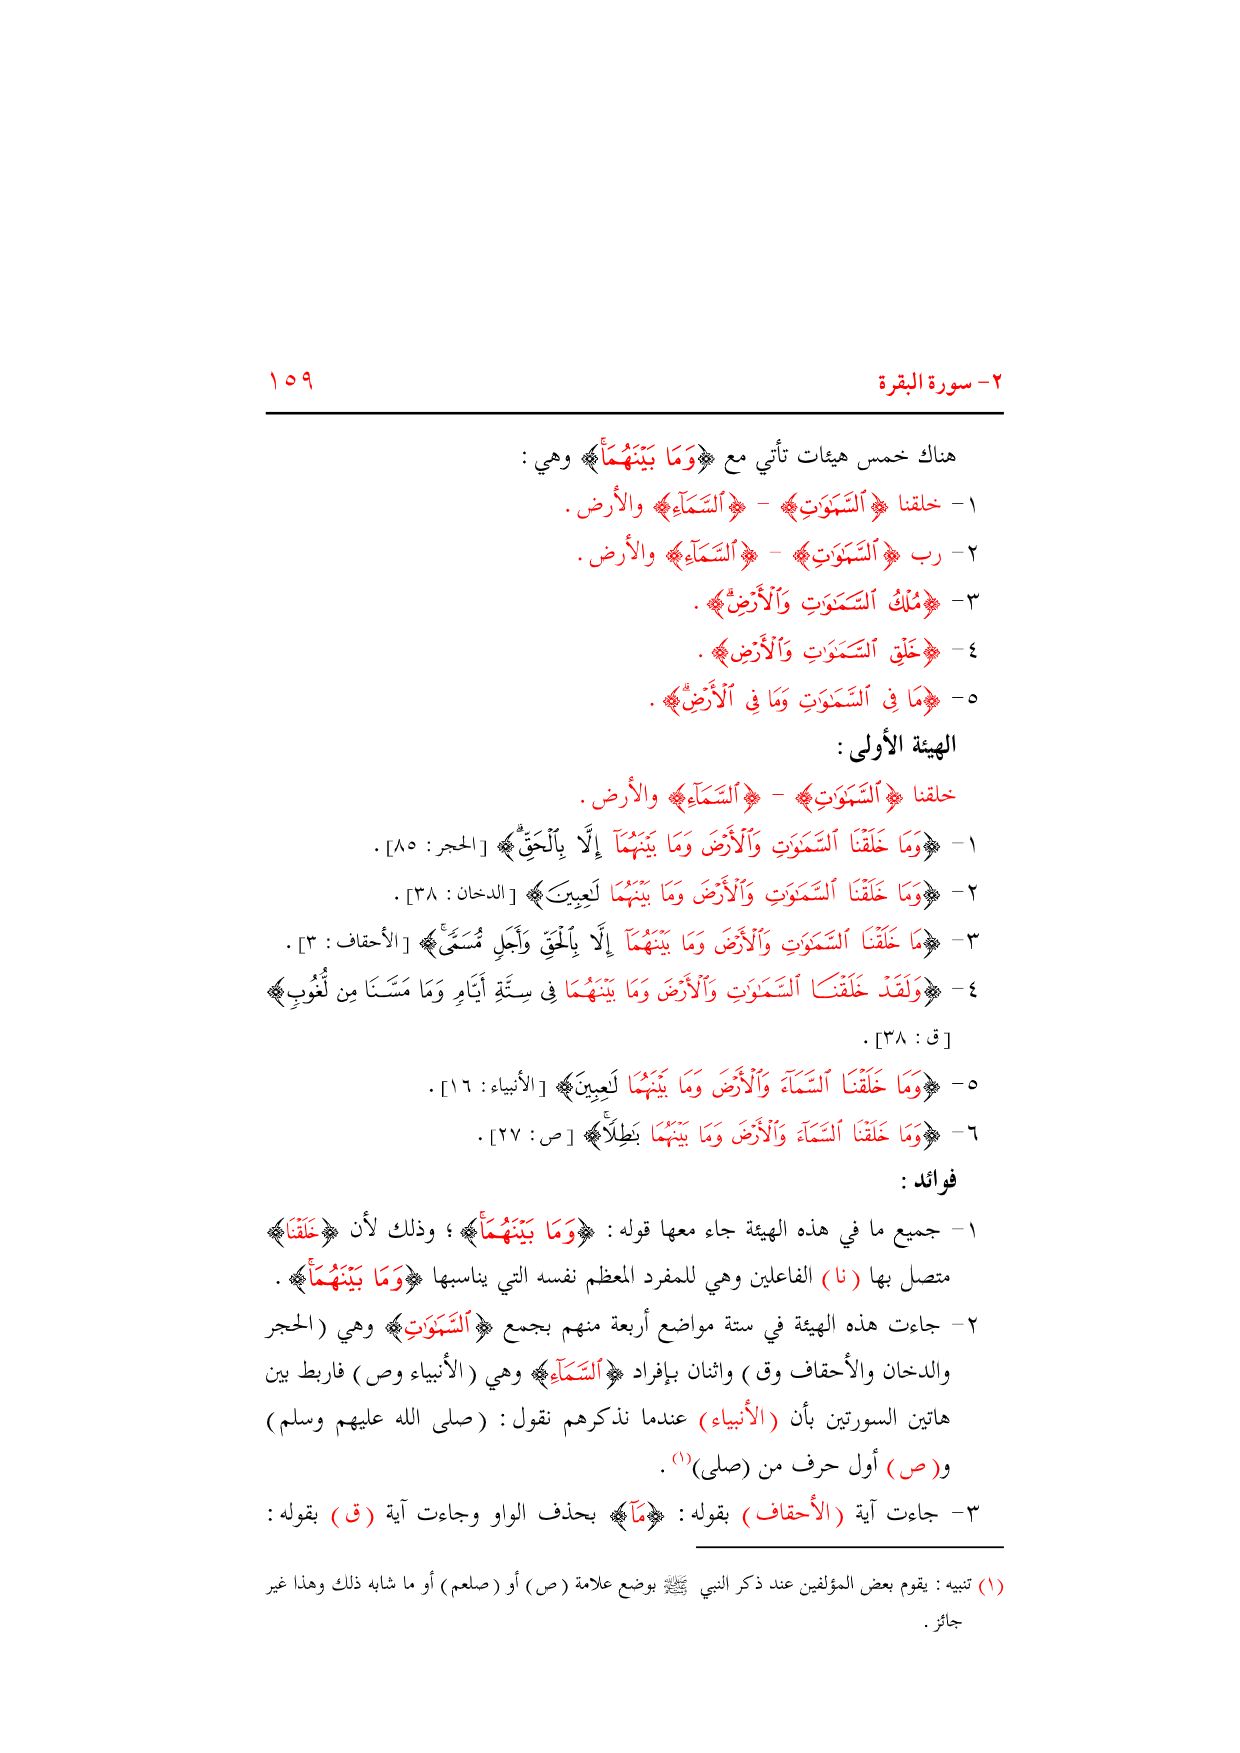 ٢- سورة البقرة ١٥٩
هناك خمس هيئات تأتي مع ﴿وَمَا بَيْنَهُمَاۚ﴾ وهي :
١- خلقنا ﴿ٱلسَّمَٰوَٰتِ﴾ - ﴿ٱلسَّمَآءِ﴾ والأرض .
٢- رب ﴿ٱلسَّمَٰوَٰتِ﴾ - ﴿ٱلسَّمَآءِ﴾ والأرض .
٣- ﴿مُلْكُ ٱلسَّمَٰوَٰتِ وَٱلْأَرْضِۗ﴾ .
٤- ﴿خَلْقِ ٱلسَّمَٰوَٰتِ وَٱلْأَرْضِ﴾ .
٥- ﴿مَا فِى ٱلسَّمَٰوَٰتِ وَمَا فِى ٱلْأَرْضِۗ﴾ .
الهيئة الأولى :
خلقنا ﴿ٱلسَّمَٰوَٰتِ﴾ - ﴿ٱلسَّمَآءِ﴾ والأرض .
١- ﴿وَمَا خَلَقْنَا ٱلسَّمَٰوَٰتِ وَٱلْأَرْضَ وَمَا بَيْنَهُمَآ إِلَّا بِٱلْحَقِّۗ﴾ [الحجر : ٨٥] .
٢- ﴿وَمَا خَلَقْنَا ٱلسَّمَٰوَٰتِ وَٱلْأَرْضَ وَمَا بَيْنَهُمَا لَٰعِبِينَ﴾ [الدخان : ٣٨] .
٣- ﴿مَا خَلَقْنَا ٱلسَّمَٰوَٰتِ وَٱلْأَرْضَ وَمَا بَيْنَهُمَآ إِلَّا بِٱلْحَقِّ وَأَجَلٍ مُّسَمًّىۚ﴾ [الأحقاف : ٣] .
٤- ﴿وَلَقَدْ خَلَقْنَا ٱلسَّمَٰوَٰتِ وَٱلْأَرْضَ وَمَا بَيْنَهُمَا فِى سِتَّةِ أَيَّامٍ وَمَا مَسَّنَا مِن لُّغُوبٍ﴾
[ق : ٣٨] .
٥- ﴿وَمَا خَلَقْنَا ٱلسَّمَآءَ وَٱلْأَرْضَ وَمَا بَيْنَهُمَا لَٰعِبِينَ﴾ [الأنبياء : ١٦] .
٦- ﴿وَمَا خَلَقْنَا ٱلسَّمَآءَ وَٱلْأَرْضَ وَمَا بَيْنَهُمَا بَٰطِلًاۚ﴾ [ص : ٢٧] .
فوائد :
١- جميع ما في هذه الهيئة جاء معها قوله : ﴿وَمَا بَيْنَهُمَاۚ﴾ ؛ وذلك لأن ﴿خَلَقْنَا﴾
متصل بها (نا) الفاعلين وهي للمفرد المعظم نفسه التي يناسبها ﴿وَمَا بَيْنَهُمَاۚ﴾ .
٢- جاءت هذه الهيئة في ستة مواضع أربعة منهم بجمع ﴿ٱلسَّمَٰوَٰتِ﴾ وهي (الحجر
والدخان والأحقاف وق) واثنان بإفراد ﴿ٱلسَّمَآءِ﴾ وهي (الأنبياء وص) فاربط بين
هاتين السورتين بأن (الأنبياء) عندما نذكرهم نقول : (صلى الله عليهم وسلم)
و(ص) أول حرف من (صلى)(١) .
٣- جاءت آية (الأحقاف) بقوله : ﴿مَآ﴾ بحذف الواو وجاءت آية (ق) بقوله :
(١) تنبيه : يقوم بعض المؤلفين عند ذكر النبي ﷺ بوضع علامة (ص) أو (صلعم) أو ما شابه ذلك وهذا غير
جائز .